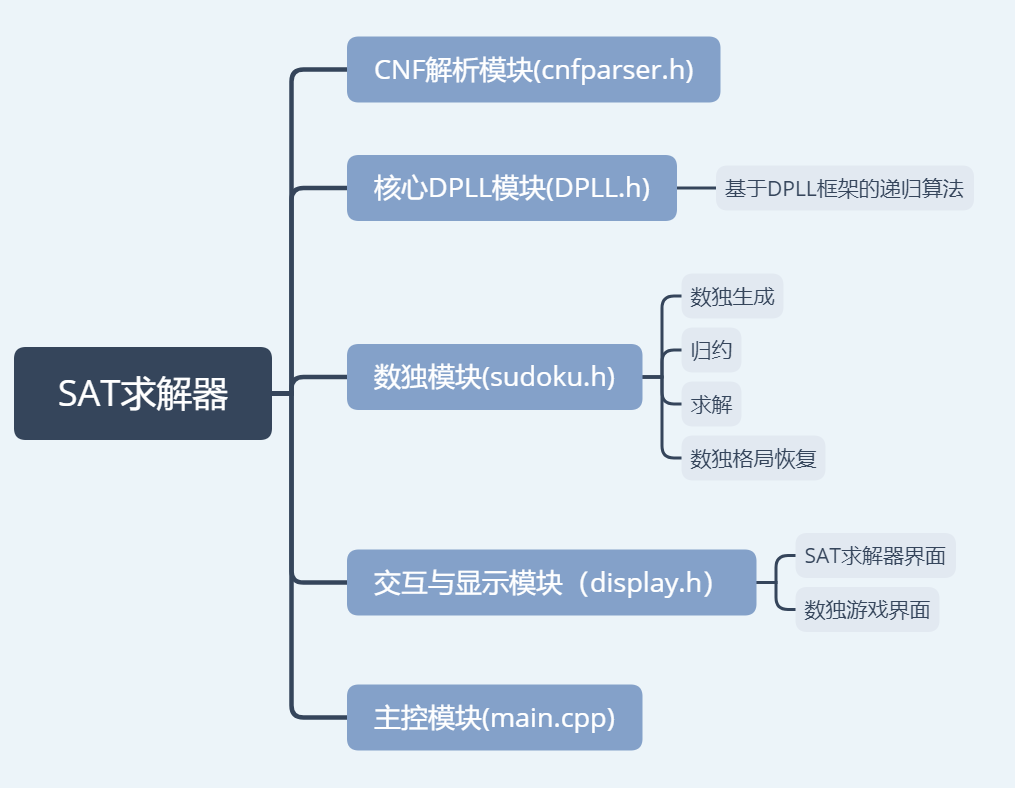 CNF解析模块(cnfparser.h)
核心DPLL模块(DPLL.h)
基于DPLL框架的递归算法
SAT求解器
数独模块(sudoku.h)
数独生成
归约
求解
数独格局恢复
交互与显示模块（display.h）
SAT求解器界面
数独游戏界面
主控模块(main.cpp)